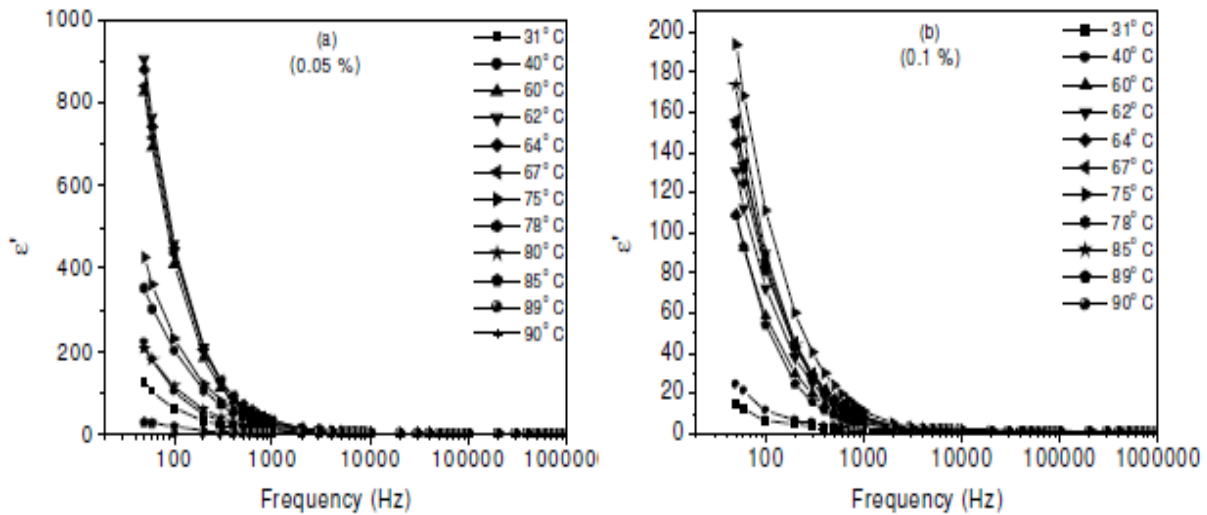 (a)
(0.05 %)
1000
800
600
400
200
0
ε'
100 1000 10000 100000 100000
Frequency (Hz)
31° C
40° C
60° C
62° C
64° C
67° C
75° C
78° C
80° C
85° C
89° C
90° C
(b)
(0.1 %)
200
180
160
140
120
100
80
60
40
20
0
ε'
100 1000 10000 100000 1000000
Frequency (Hz)
31° C
40° C
60° C
62° C
64° C
67° C
75° C
78° C
85° C
89° C
90° C